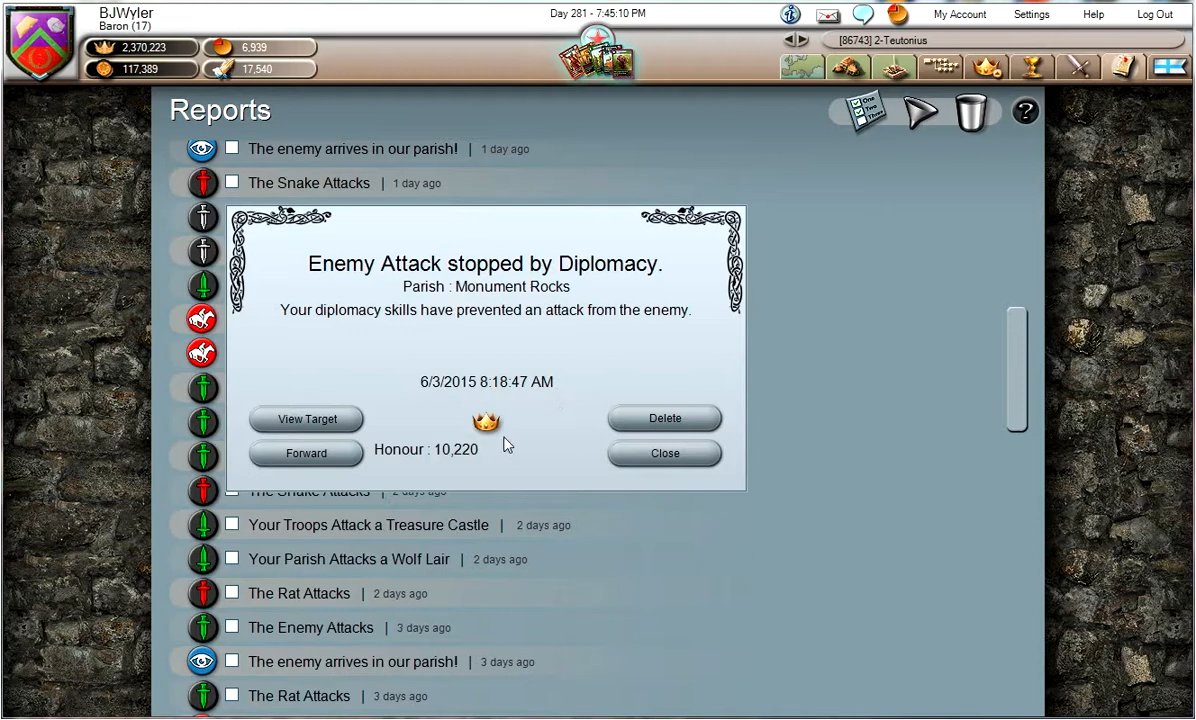 BJWyler
Baron (17)
2,370,223
6,939
117,389
17,540
Day 281 - 7:45:10 PM
My Account
Settings
Help
Log Out
[86743] 2-Teutonius
Reports
One
Two
Three
?
The enemy arrives in our parish! | 1 day ago
The Snake Attacks | 1 day ago
Enemy Attack stopped by Diplomacy.
Parish : Monument Rocks
Your diplomacy skills have prevented an attack from the enemy.
6/3/2015 8:18:47 AM
View Target
Delete
Forward
Honour : 10,220
Close
The Snake Attacks | 2 days ago
Your Troops Attack a Treasure Castle | 2 days ago
Your Parish Attacks a Wolf Lair | 2 days ago
The Rat Attacks | 2 days ago
The Enemy Attacks | 3 days ago
The enemy arrives in our parish! | 3 days ago
The Rat Attacks | 3 days ago